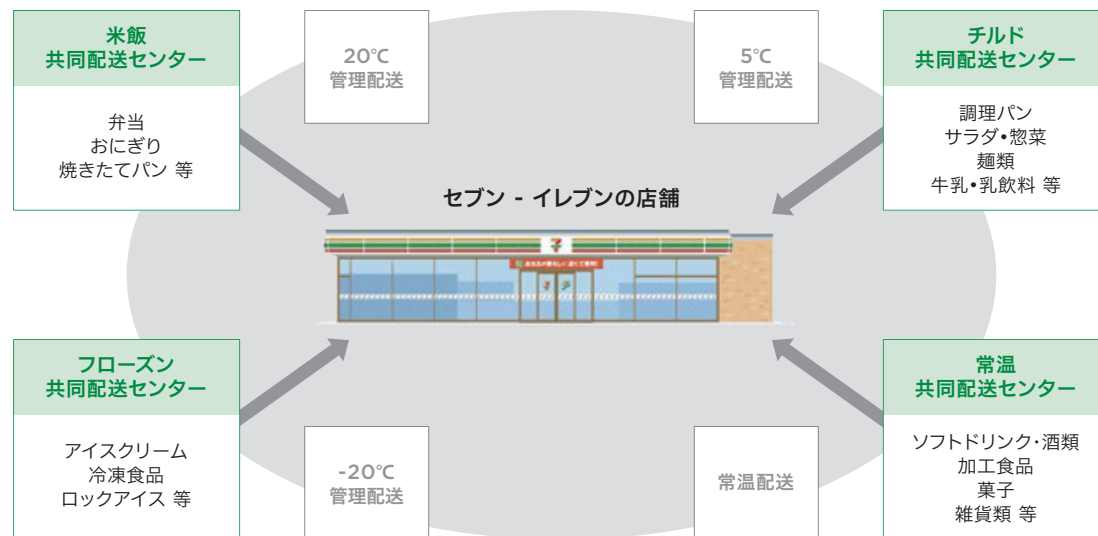 米飯
共同配送センター
弁当
おにぎり
焼きたてパン 等
20℃
管理配送
5℃
管理配送
チルド
共同配送センター
調理パン
サラダ・惣菜
麺類
牛乳・乳飲料 等
セブン - イレブンの店舗
フローズン
共同配送センター
アイスクリーム
冷凍食品
ロックアイス 等
-20℃
管理配送
常温配送
常温
共同配送センター
ソフトドリンク・酒類
加工食品
菓子
雑貨類 等